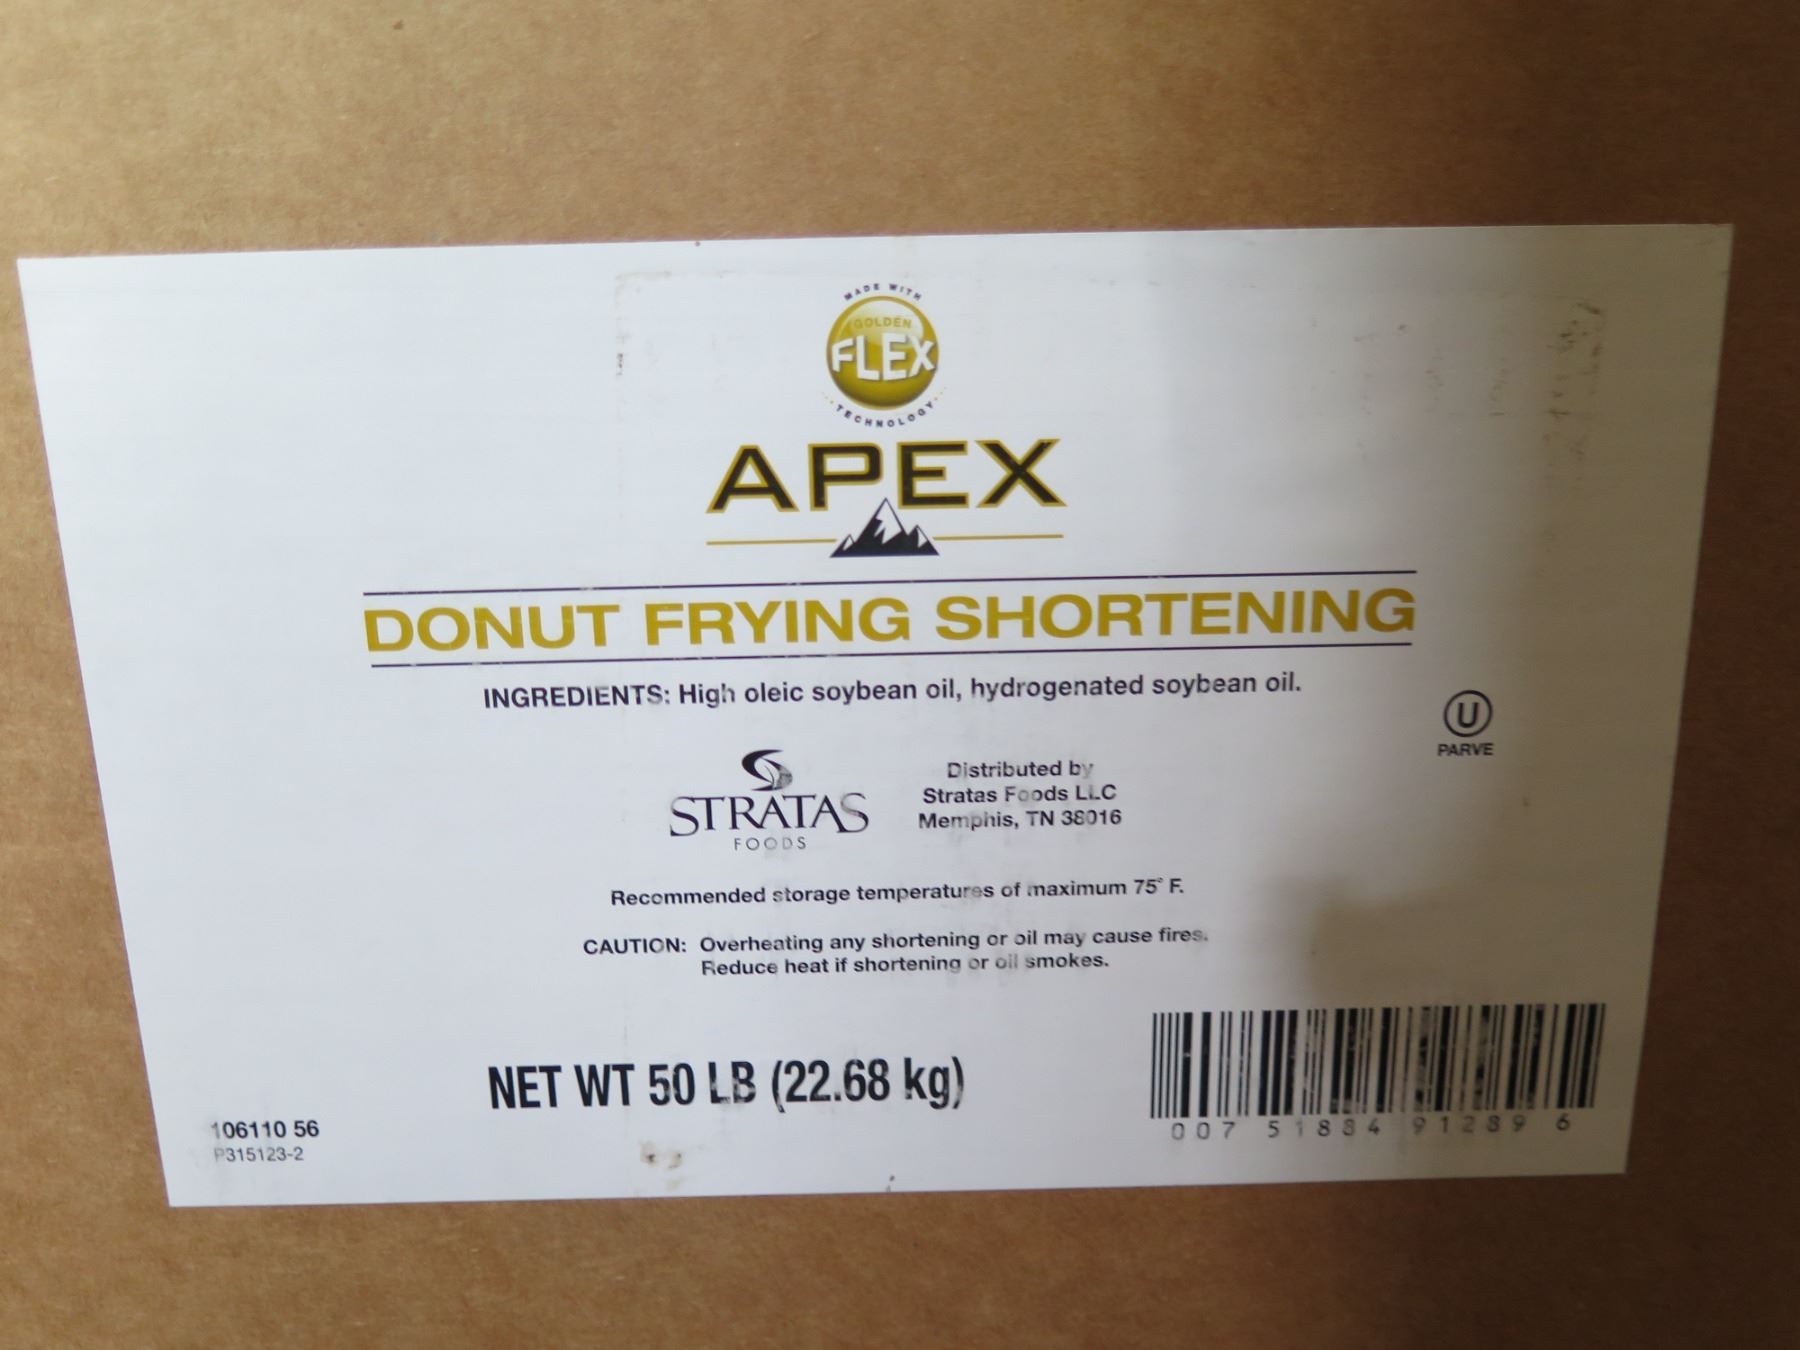 MADE WITH
GOLDEN
FLEX
TECHNOLOGY
APEX
DONUT FRYING SHORTENING
INGREDIENTS: High oleic soybean oil, hydrogenated soybean oil.
U
PARVE
STRATAS
FOODS
Distributed by
Stratas Foods LLC
Memphis, TN 38016
Recommended storage temperatures of maximum 75° F.
CAUTION: Overheating any shortening or oil may cause fires.
Reduce heat if shortening or oil smokes.
NET WT 50 LB (22.68 kg)
106110 56
P315123-2
0 07 51884 91289 6